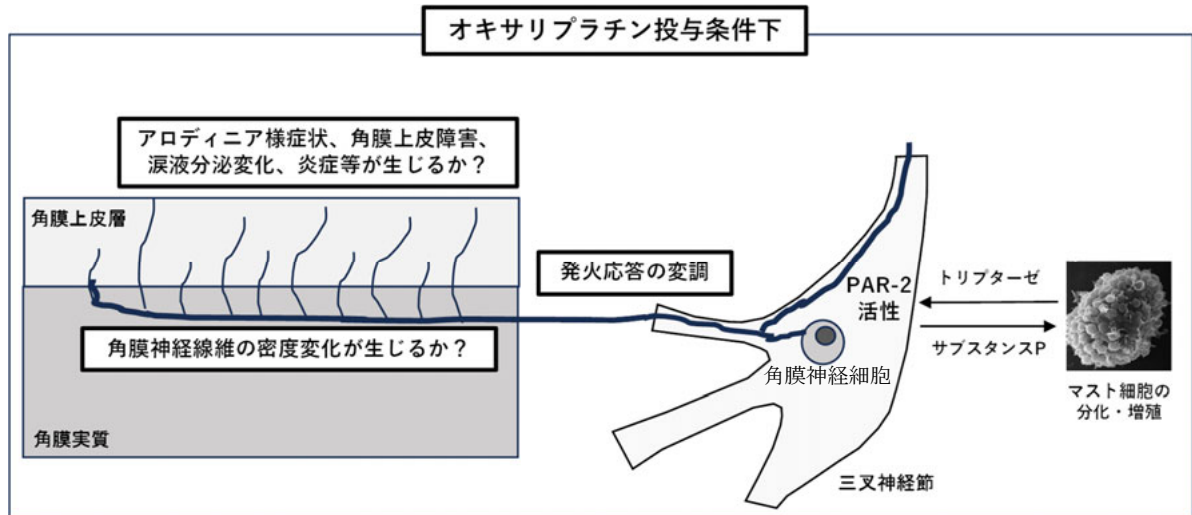 オキサリプラチン投与条件下
アロディニア様症状、角膜上皮障害、
涙液分泌変化、炎症等が生じるか？
角膜上皮層
発火応答の変調
PAR-2
活性
トリプターゼ
サブスタンスP
角膜神経線維の密度変化が生じるか？
角膜神経細胞
マスト細胞の
分化・増殖
角膜実質
三叉神経節